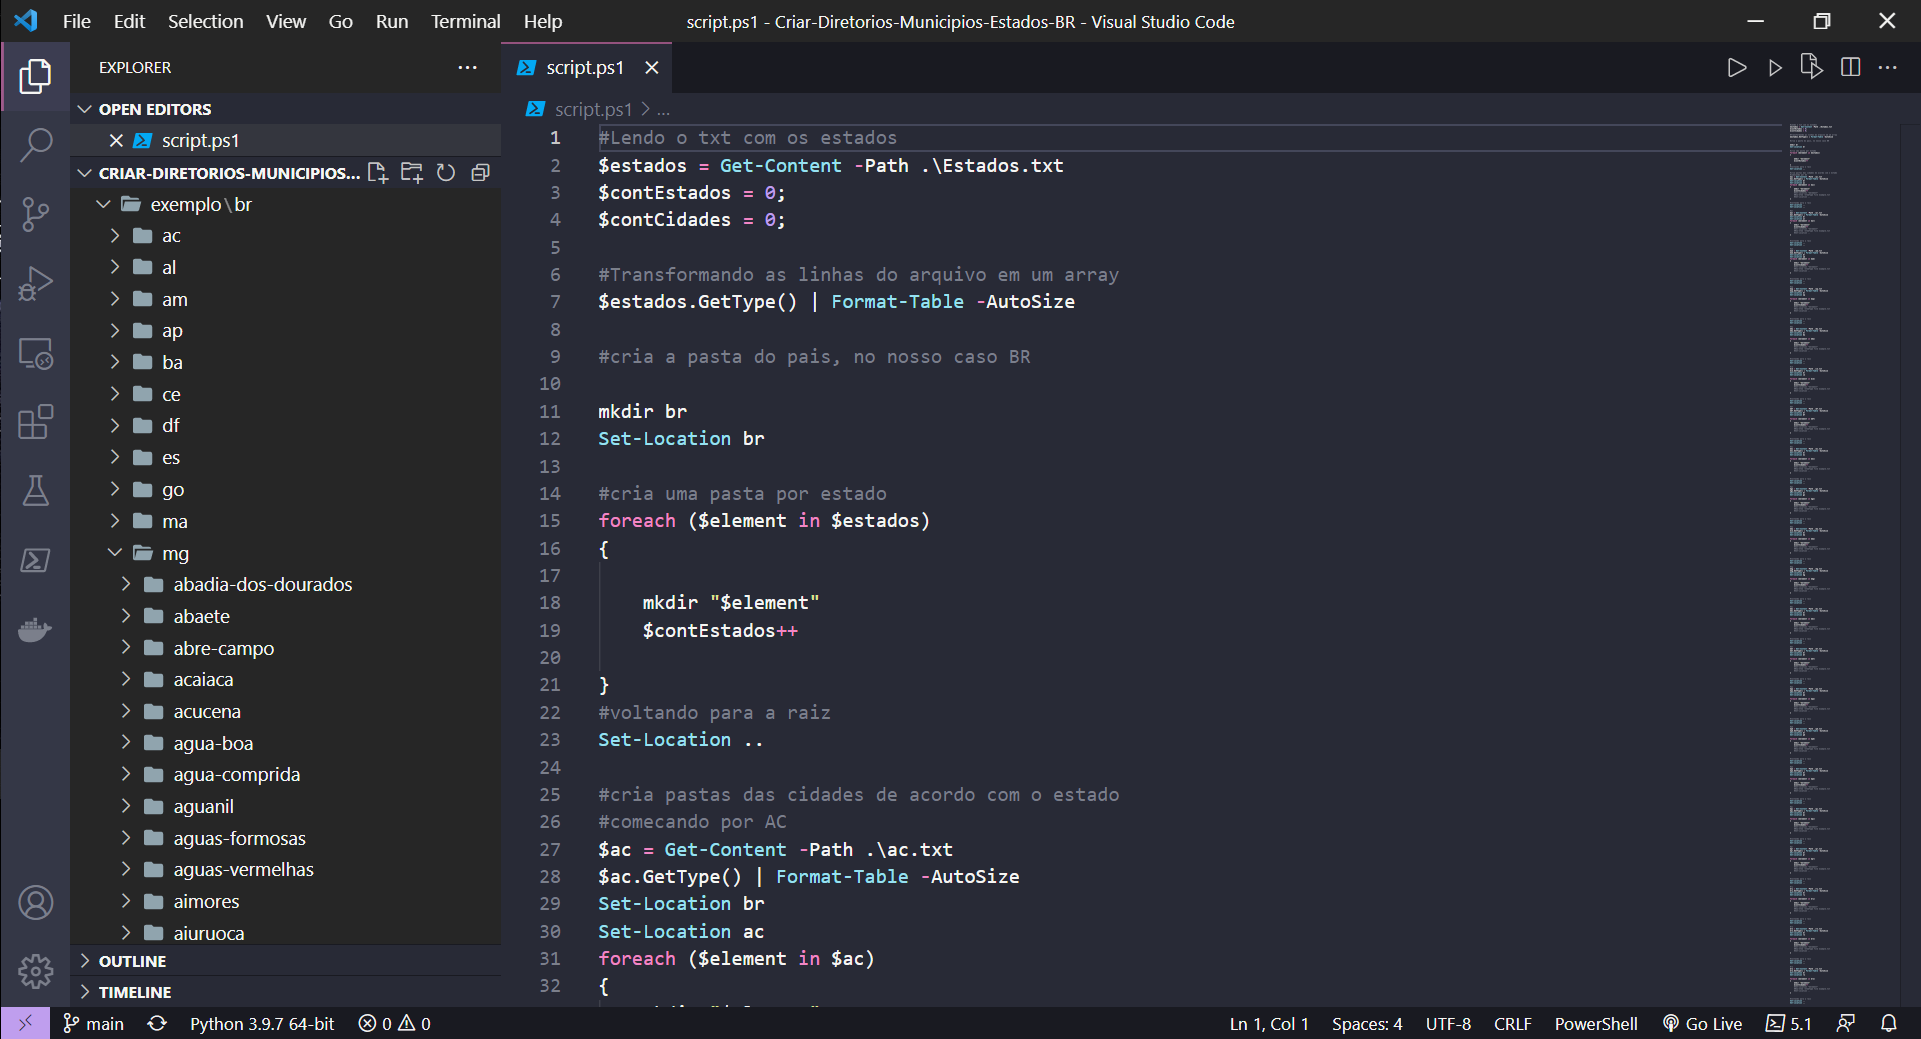 File Edit Selection View Go Run Terminal Help
script.ps1 - Criar-Diretorios-Municipios-Estados-BR - Visual Studio Code
EXPLORER
OPEN EDITORS
script.ps1
CRIAR-DIRETORIOS-MUNICIPIOS...
exemplo\br
ac
al
am
ap
ba
ce
df
es
go
ma
mg
abadia-dos-dourados
abaete
abre-campo
acaiaca
acucena
agua-boa
agua-comprida
aguanil
aguas-formosas
aguas-vermelhas
aimores
aiuruoca
OUTLINE
TIMELINE
script.ps1
script.ps1 > ...
1 #Lendo o txt com os estados
2 $estados = Get-Content -Path .\Estados.txt
3 $contEstados = 0;
4 $contCidades = 0;
5
6 #Transformando as linhas do arquivo em um array
7 $estados.GetType() | Format-Table -AutoSize
8
9 #cria a pasta do pais, no nosso caso BR
10
11 mkdir br
12 Set-Location br
13
14 #cria uma pasta por estado
15 foreach ($element in $estados)
16 {
17
18 mkdir "$element"
19 $contEstados++
20
21 }
22 #voltando para a raiz
23 Set-Location ..
24
25 #cria pastas das cidades de acordo com o estado
26 #comecando por AC
27 $ac = Get-Content -Path .\ac.txt
28 $ac.GetType() | Format-Table -AutoSize
29 Set-Location br
30 Set-Location ac
31 foreach ($element in $ac)
32 {
main Python 3.9.7 64-bit 0 0 Ln 1, Col 1 Spaces: 4 UTF-8 CRLF PowerShell Go Live 5.1